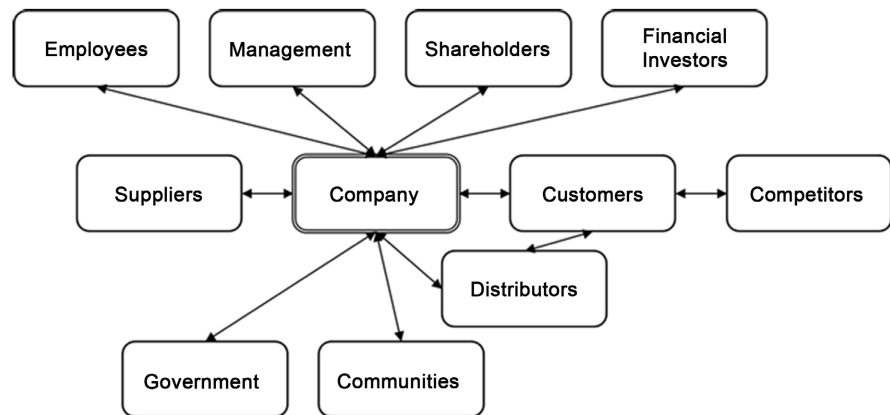 Employees
Management
Shareholders
Financial
Investors
Suppliers
Company
Customers
Competitors
Distributors
Government
Communities